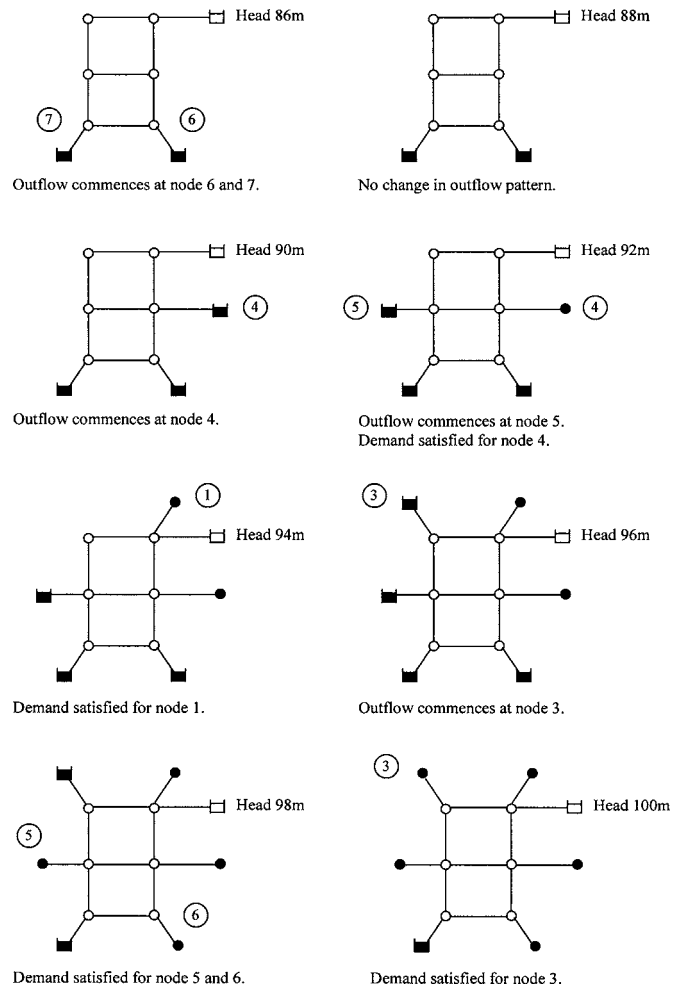 Head 86m
7
6
Outflow commences at node 6 and 7.
Head 88m
No change in outflow pattern.
Head 90m
4
Outflow commences at node 4.
Head 92m
5
4
Outflow commences at node 5.
Demand satisfied for node 4.
1
Head 94m
Demand satisfied for node 1.
3
Head 96m
Outflow commences at node 3.
Head 98m
5
6
Demand satisfied for node 5 and 6.
3
Head 100m
Demand satisfied for node 3.